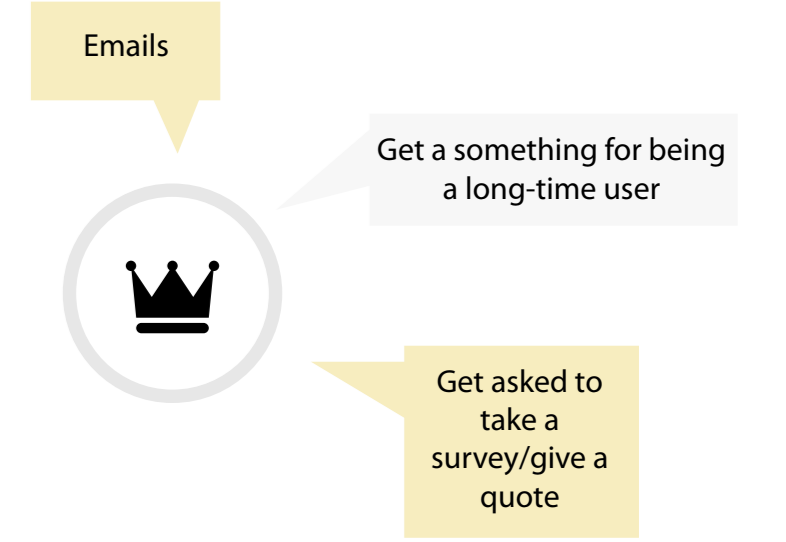 Emails
Get a something for being
a long-time user
Get asked to
take a
survey/give a
quote